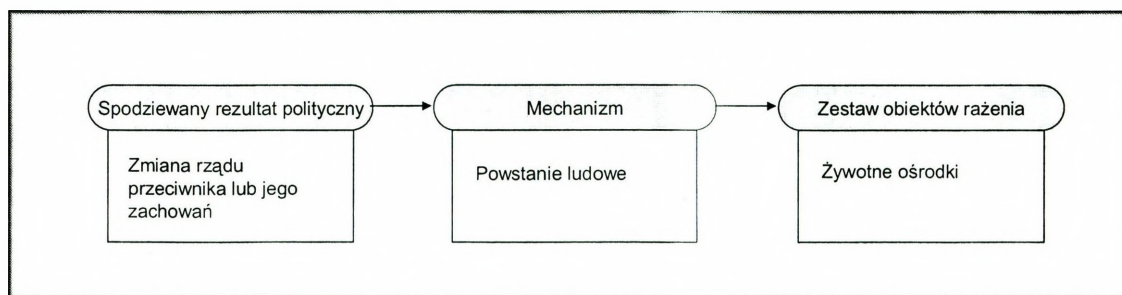 Spodziewany rezultat polityczny
Zmiana rządu
przeciwnika lub jego
zachowań
Mechanizm
Powstanie ludowe
Zestaw obiektów rażenia
Żywotne ośrodki